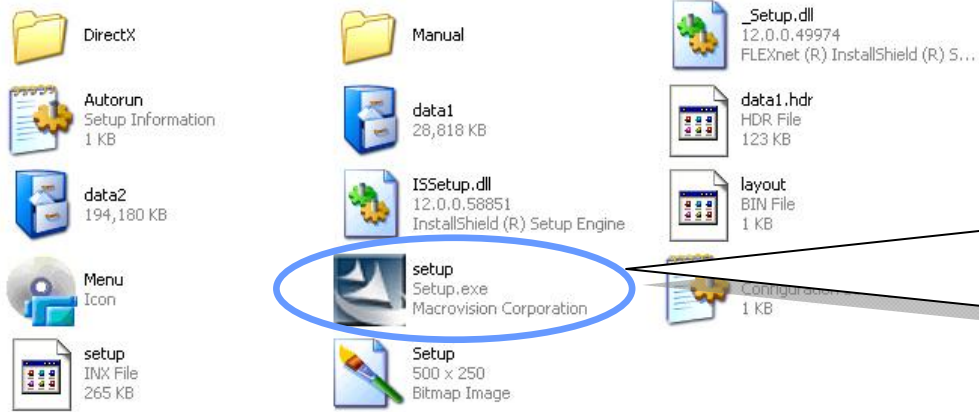 DirectX
Manual
_Setup.dll
12.0.0.49974
FLEXnet (R) InstallShield (R) S...
Autorun
Setup Information
1 KB
data1
28,818 KB
data1.hdr
HDR File
123 KB
data2
194,180 KB
ISSetup.dll
12.0.0.58851
InstallShield (R) Setup Engine
layout
BIN File
1 KB
Menu
Icon
setup
Setup.exe
Macrovision Corporation
Configuration
1 KB
setup
INX File
265 KB
Setup
500 x 250
Bitmap Image